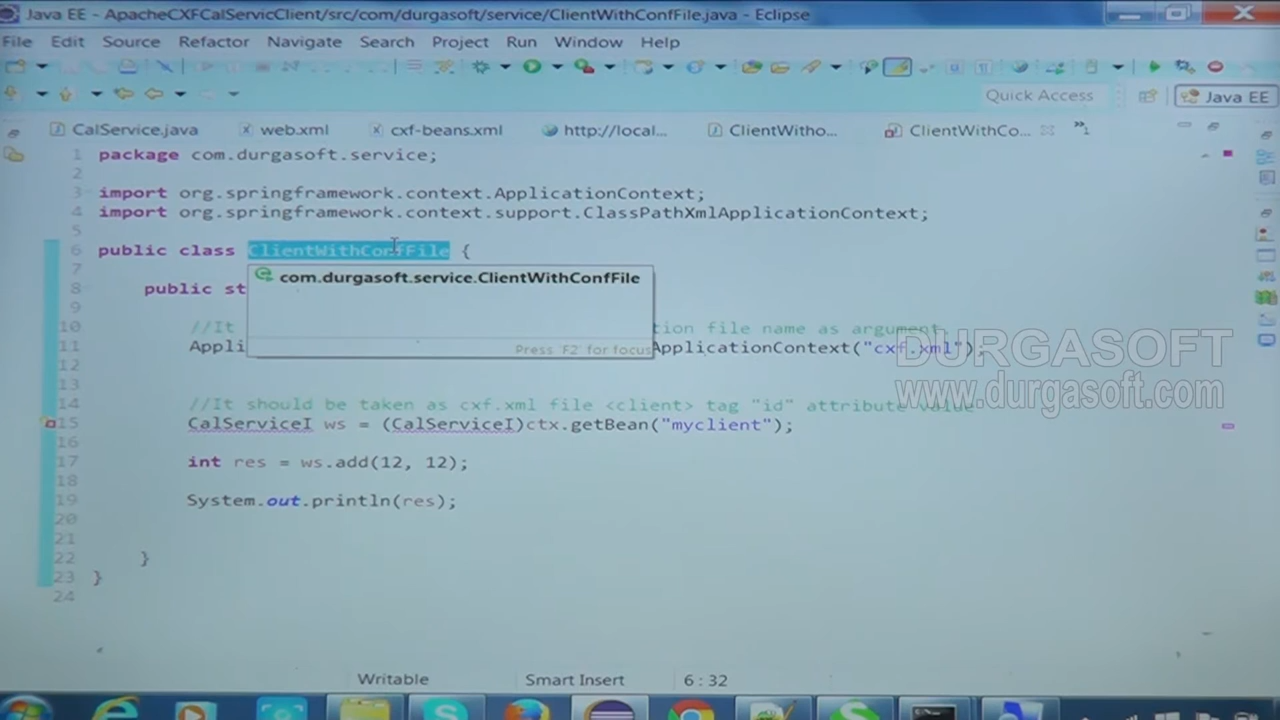 Java EE - ApacheCXFCalServicClient/src/com/durgasoft/service/ClientWithConfFile.java - Eclipse
File Edit Source Refactor Navigate Search Project Run Window Help
Quick Access Java EE
CalService.java web.xml cxf-beans.xml http://local... ClientWitho... ClientWithCo... »1
1 package com.durgasoft.service;
2
3 import org.springframework.context.ApplicationContext;
4 import org.springframework.context.support.ClassPathXmlApplicationContext;
5
6 public class ClientWithConfFile {
7
com.durgasoft.service.ClientWithConfFile
8 public st
9
10 //It tion file name as argument
11 Appli ApplicationContext("cxf.xml");
Press 'F2' for focus
DURGASOFT
www.durgasoft.com
12
13
14 //It should be taken as cxf.xml file <client> tag "id" attribute value
15 CalServiceI ws = (CalServiceI)ctx.getBean("myclient");
16
17 int res = ws.add(12, 12);
18
19 System.out.println(res);
20
21
22 }
23 }
24
Writable Smart Insert 6 : 32